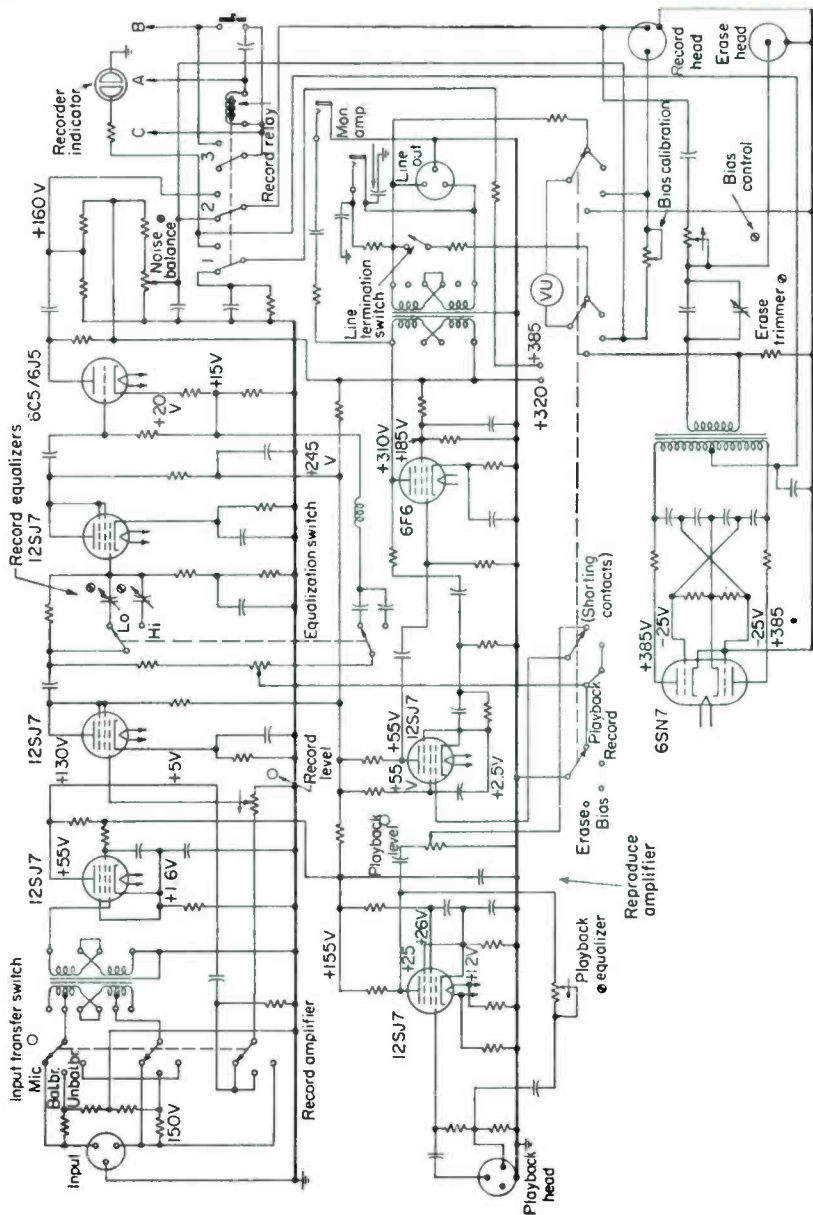 Input transfer switch
Mic
Bal.br.
Unbal.br.
150V
Input
Record amplifier
12SJ7
+55V
+1.6V
12SJ7
+130V
+5V
Record
level
Record equalizers
Lo
Hi
Equalization switch
12SJ7
+245
V
6C5/6J5
+20
V
+15V
+160V
Noise
balance
Recorder
indicator
C
A
B
1
2
3
Record relay
Playback
head
12SJ7
+155V
+25
+26V
+1.2V
Playback
equalizer
Playback
level
Reproduce
amplifier
+55
V
+55V
12SJ7
+2.5V
Erase
Bias
Playback
Record
(Shorting
contacts)
6F6
+310V
+185V
Line
termination
switch
Line
out
Mon
amp.
+320
+385
VU
Bias calibration
Record
head
Erase
head
Bias
control
Erase
trimmer
6SN7
+385V
-25V
-25V
+385